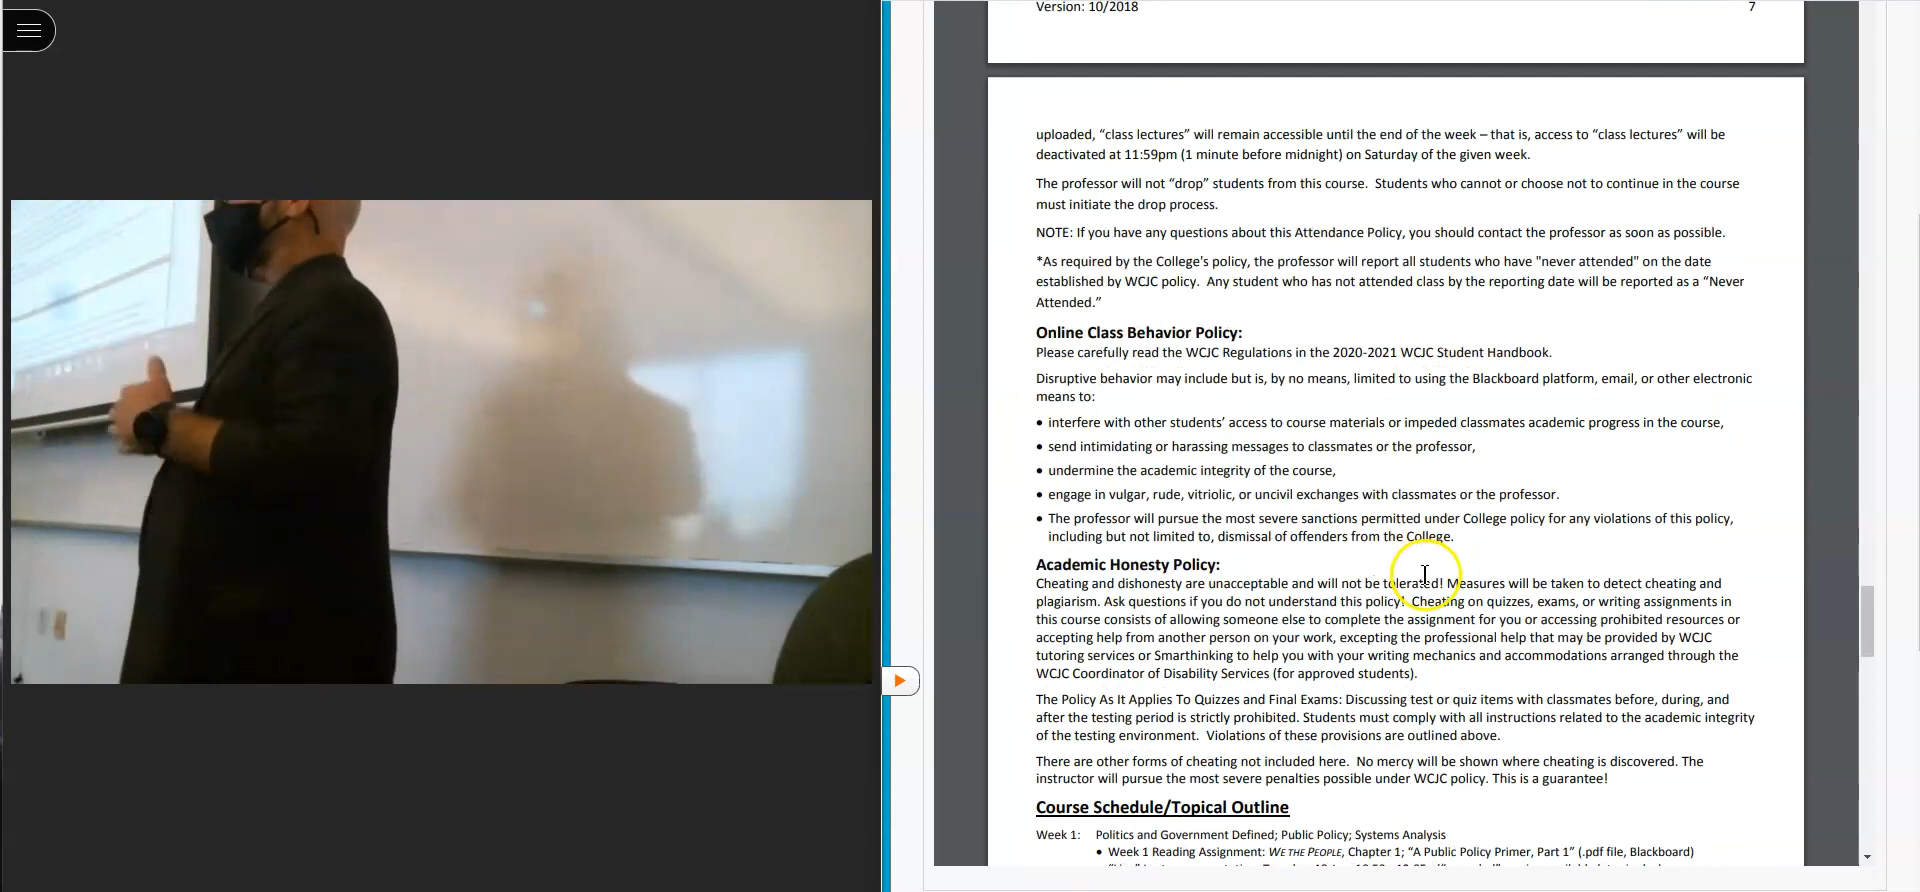 Version: 10/2018 7
uploaded, “class lectures” will remain accessible until the end of the week – that is, access to “class lectures” will be
deactivated at 11:59pm (1 minute before midnight) on Saturday of the given week.
The professor will not “drop” students from this course.  Students who cannot or choose not to continue in the course
must initiate the drop process.
NOTE: If you have any questions about this Attendance Policy, you should contact the professor as soon as possible.
*As required by the College's policy, the professor will report all students who have "never attended" on the date
established by WCJC policy.  Any student who has not attended class by the reporting date will be reported as a “Never
Attended.”
Online Class Behavior Policy:
Please carefully read the WCJC Regulations in the 2020-2021 WCJC Student Handbook.
Disruptive behavior may include but is, by no means, limited to using the Blackboard platform, email, or other electronic
means to:
• interfere with other students’ access to course materials or impeded classmates academic progress in the course,
• send intimidating or harassing messages to classmates or the professor,
• undermine the academic integrity of the course,
• engage in vulgar, rude, vitriolic, or uncivil exchanges with classmates or the professor.
• The professor will pursue the most severe sanctions permitted under College policy for any violations of this policy,
including but not limited to, dismissal of offenders from the College.
Academic Honesty Policy:
Cheating and dishonesty are unacceptable and will not be tolerated! Measures will be taken to detect cheating and
plagiarism. Ask questions if you do not understand this policy!  Cheating on quizzes, exams, or writing assignments in
this course consists of allowing someone else to complete the assignment for you or accessing prohibited resources or
accepting help from another person on your work, excepting the professional help that may be provided by WCJC
tutoring services or Smarthinking to help you with your writing mechanics and accommodations arranged through the
WCJC Coordinator of Disability Services (for approved students).
The Policy As It Applies To Quizzes and Final Exams: Discussing test or quiz items with classmates before, during, and
after the testing period is strictly prohibited. Students must comply with all instructions related to the academic integrity
of the testing environment.  Violations of these provisions are outlined above.
There are other forms of cheating not included here.  No mercy will be shown where cheating is discovered. The
instructor will pursue the most severe penalties possible under WCJC policy. This is a guarantee!
Course Schedule/Topical Outline
Week 1: Politics and Government Defined; Public Policy; Systems Analysis
• Week 1 Reading Assignment: WE THE PEOPLE, Chapter 1; “A Public Policy Primer, Part 1” (.pdf file, Blackboard)